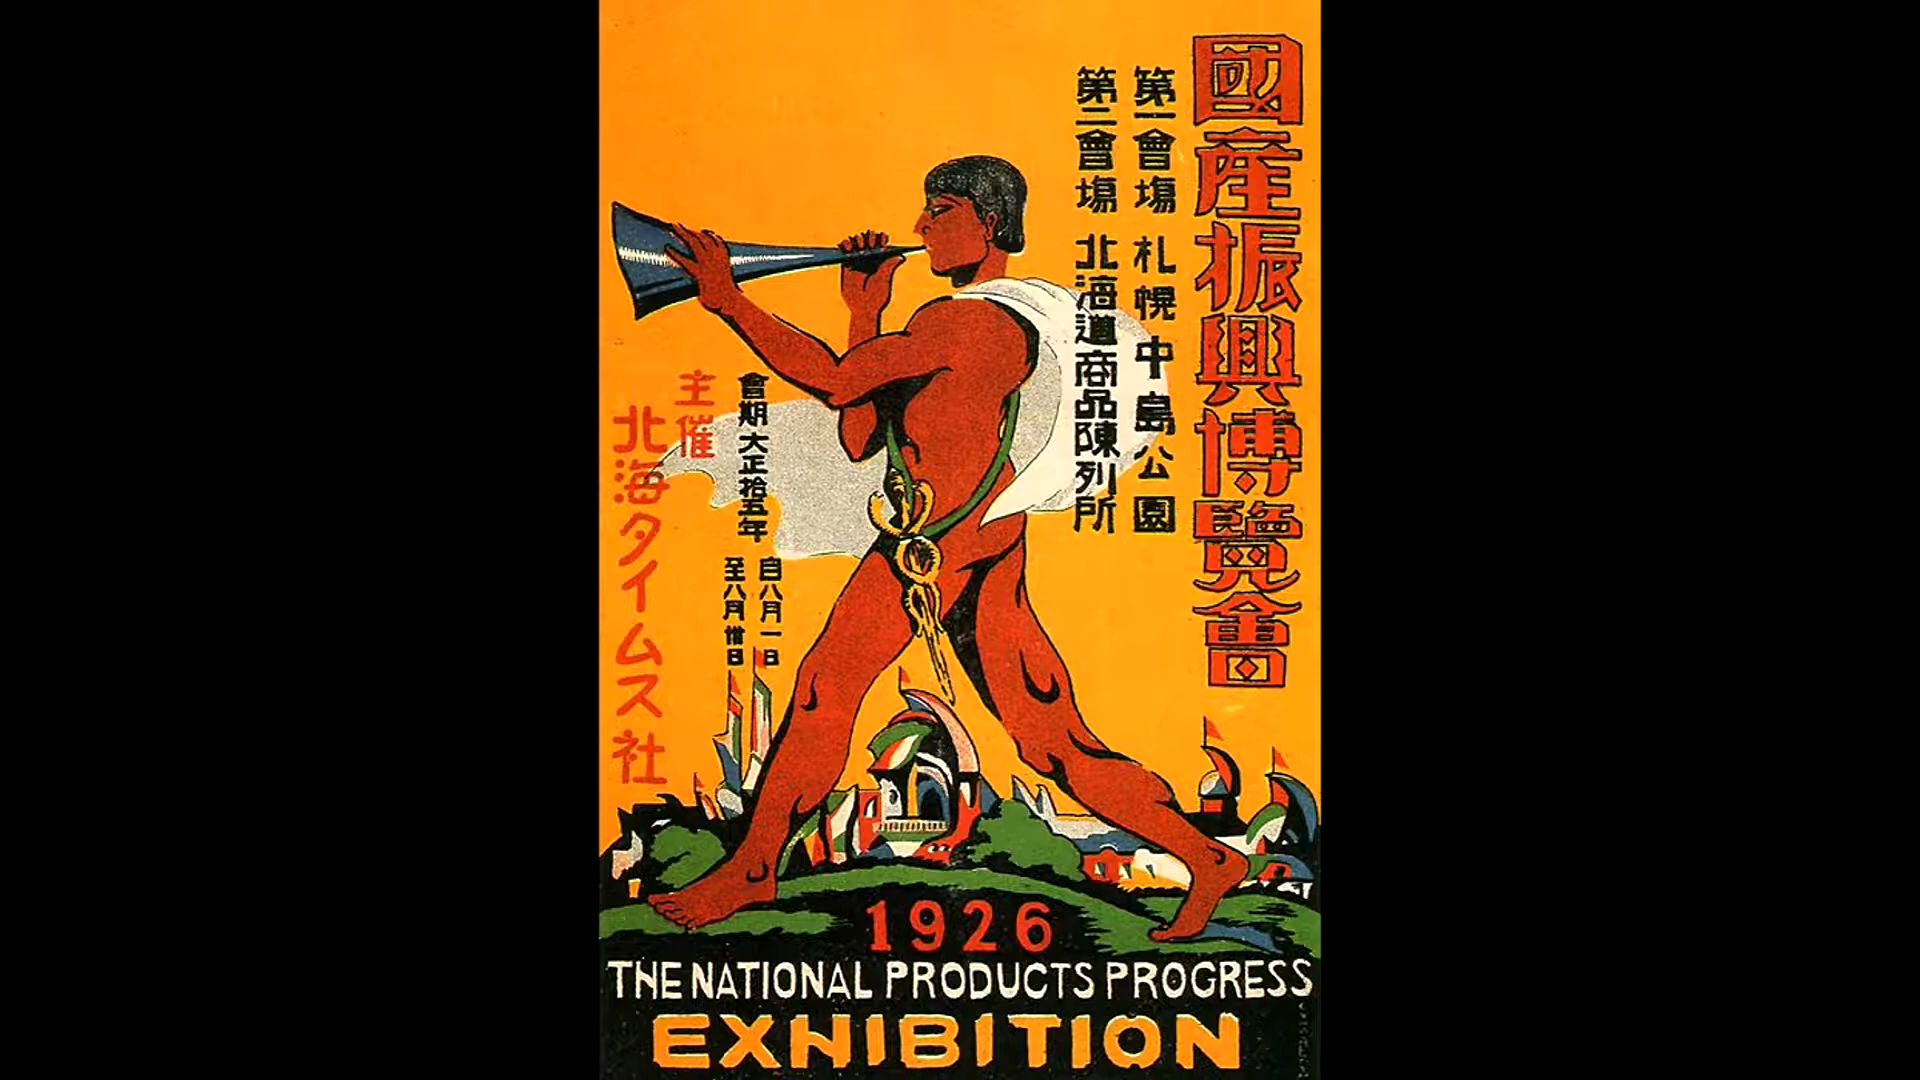 國産振興博覽會
第一會場 札幌中島公園
第二會場 北海道商品陳列所
會期 大正拾五年
自八月一日
至八月卅日
主催
北海タイムス社
1926
THE NATIONAL PRODUCTS PROGRESS
EXHIBITION